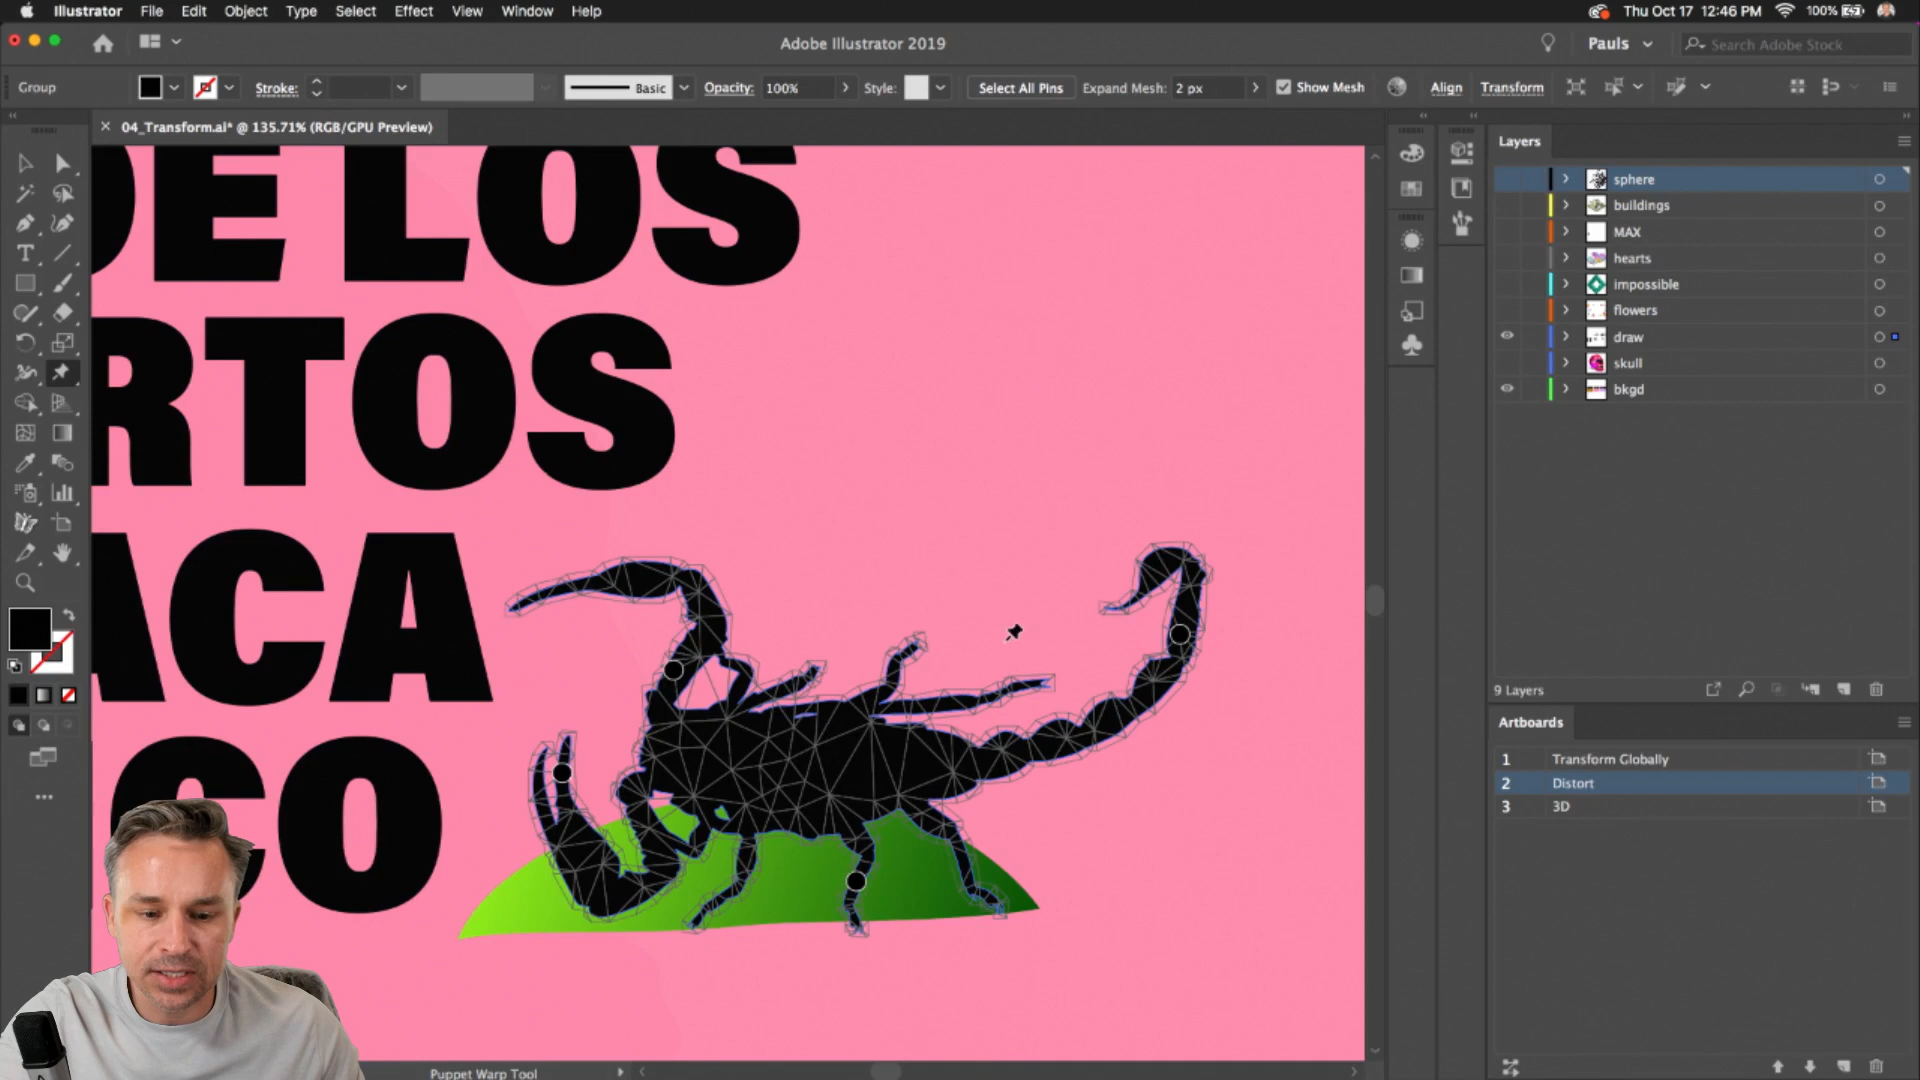 Illustrator File Edit Object Type Select Effect View Window Help
Thu Oct 17 12:46 PM 100%
Adobe Illustrator 2019
Pauls
Search Adobe Stock
Group
Stroke:
Basic
Opacity: 100%
Style:
Select All Pins
Expand Mesh: 2 px
Show Mesh
Align
Transform
04_Transform.ai* @ 135.71% (RGB/GPU Preview)
DE LOS
RTOS
ACA
CO
Layers
sphere
buildings
MAX
hearts
impossible
flowers
draw
skull
bkgd
9 Layers
Artboards
1 Transform Globally
2 Distort
3 3D
Puppet Warp Tool